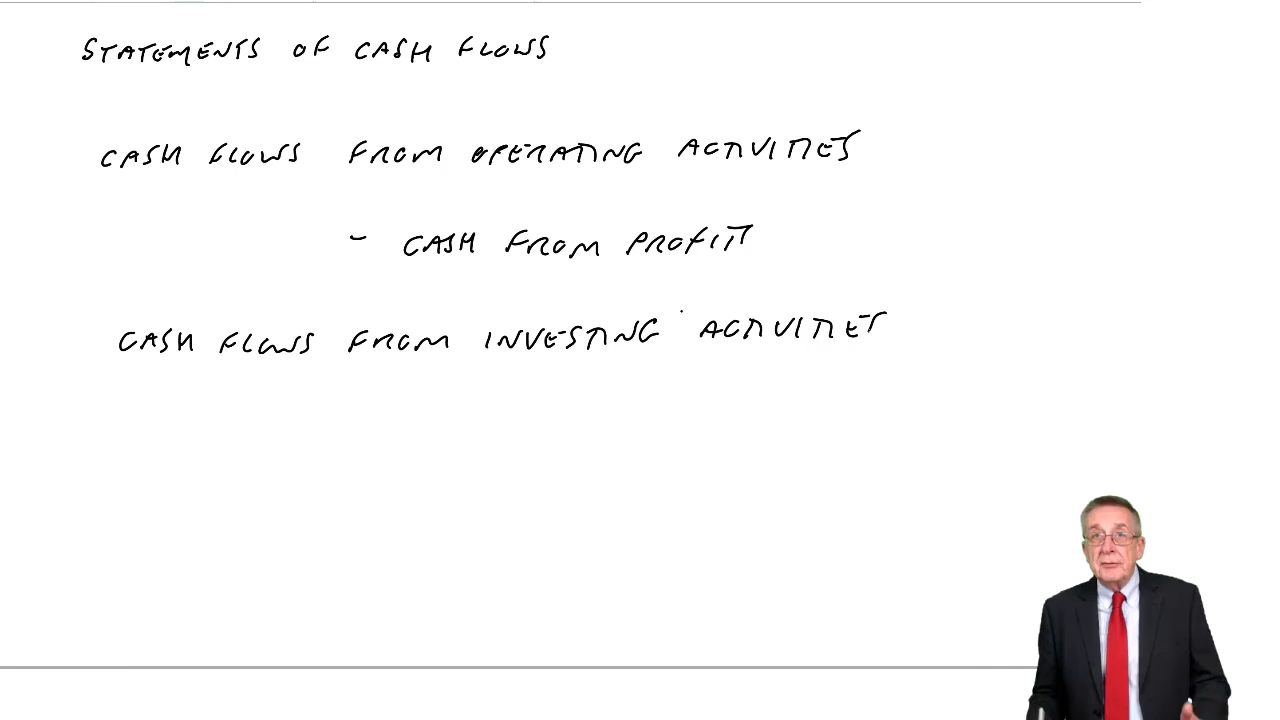 STATEMENTS OF CASH FLOWS
CASH FLOWS FROM OPERATING ACTIVITIES
- CASH FROM PROFIT
CASH FLOWS FROM INVESTING ACTIVITIES